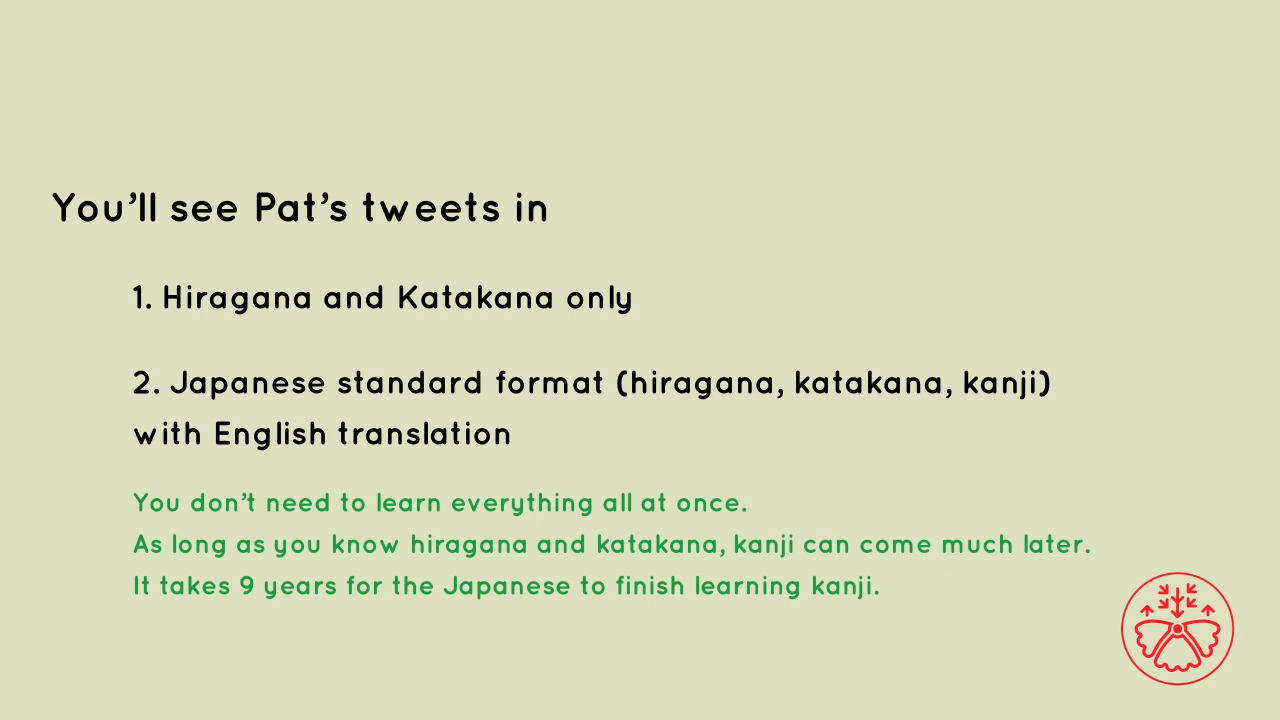 You’ll see Pat’s tweets in
1. Hiragana and Katakana only
2. Japanese standard format (hiragana, katakana, kanji)
with English translation
You don’t need to learn everything all at once.
As long as you know hiragana and katakana, kanji can come much later.
It takes 9 years for the Japanese to finish learning kanji.